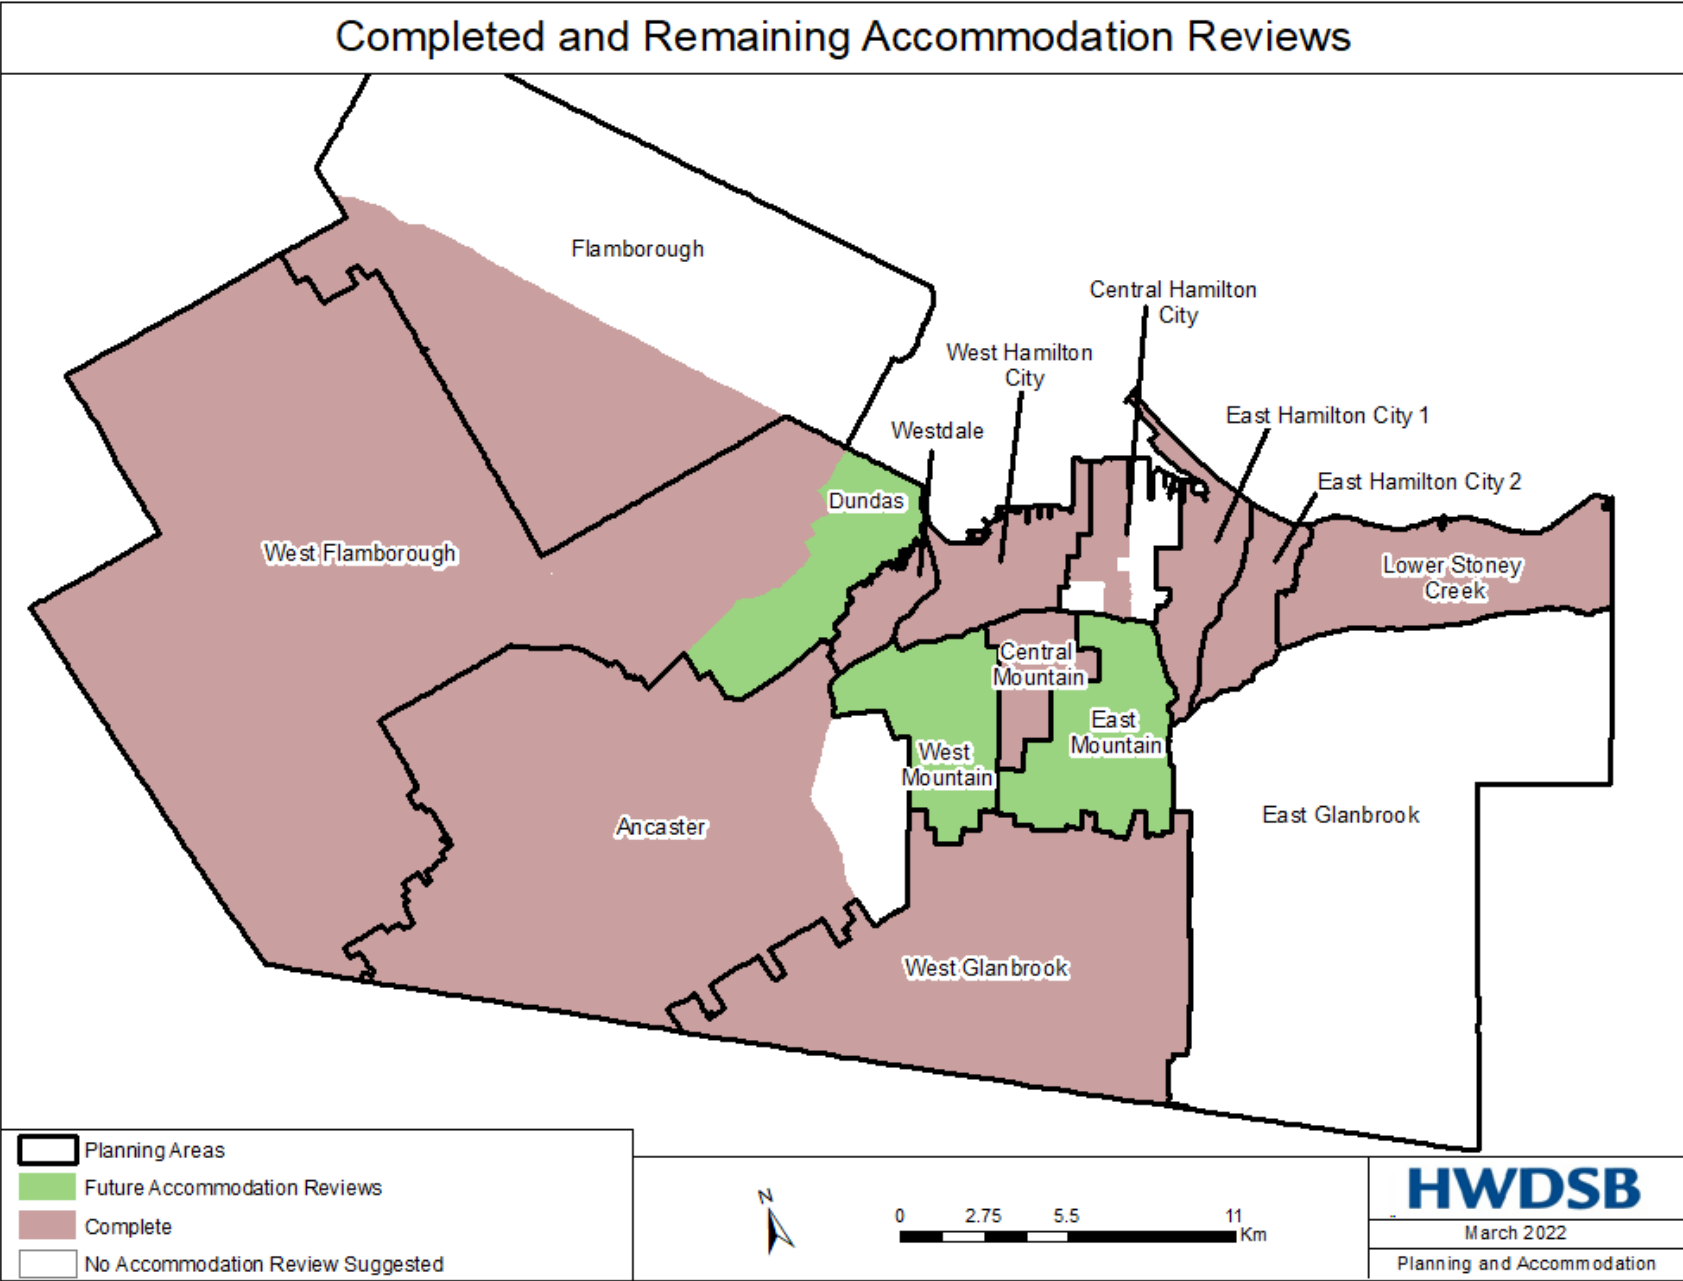 Completed and Remaining Accommodation Reviews
Flamborough
Central Hamilton
City
West Hamilton
City
East Hamilton City 1
Westdale
East Hamilton City 2
Dundas
West Flamborough
Lower Stoney
Creek
Central
Mountain
East
Mountain
West
Mountain
East Glanbrook
Ancaster
West Glanbrook
Planning Areas
Future Accommodation Reviews
Complete
No Accommodation Review Suggested
N
0 2.75 5.5 11
Km
HWDSB
March 2022
Planning and Accommodation